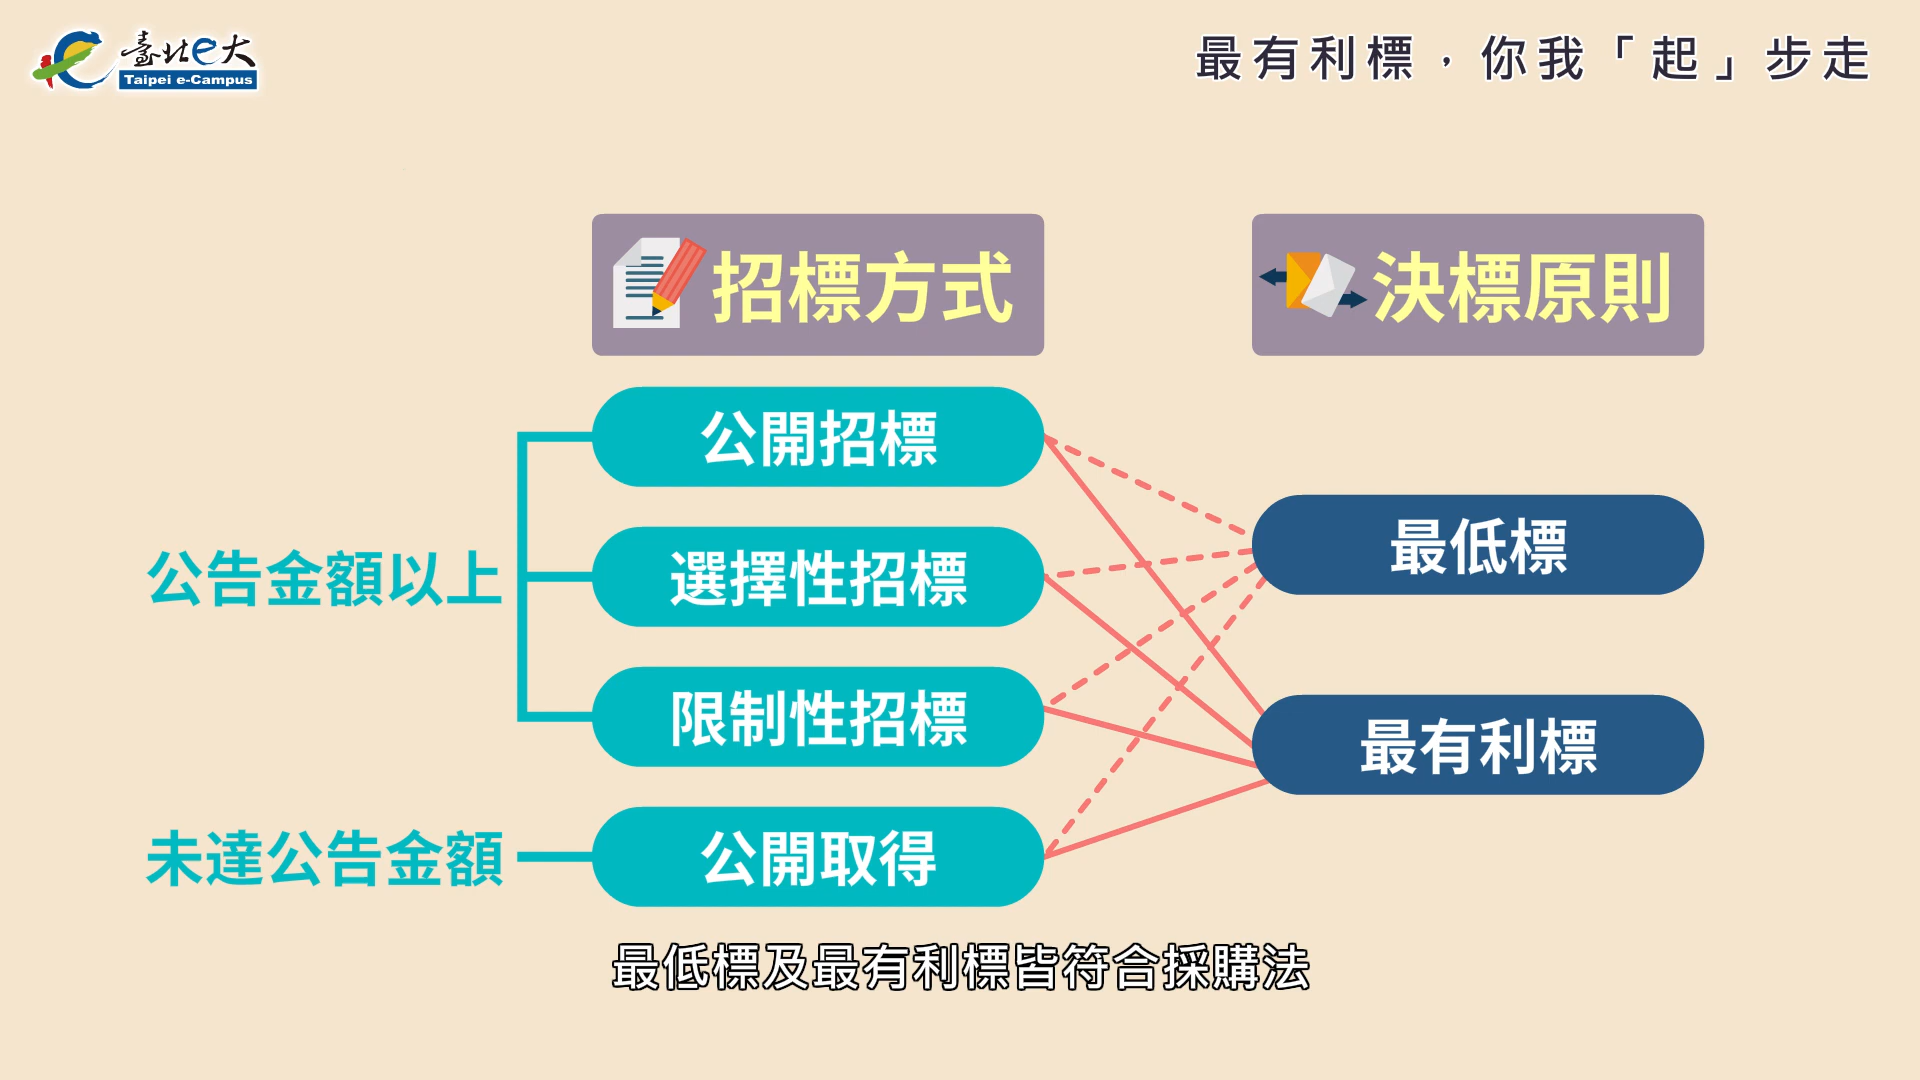 臺北e大
Taipei e-Campus
最有利標，你我「起」步走
招標方式
決標原則
公開招標
選擇性招標
限制性招標
公開取得
公告金額以上
未達公告金額
最低標
最有利標
最低標及最有利標皆符合採購法